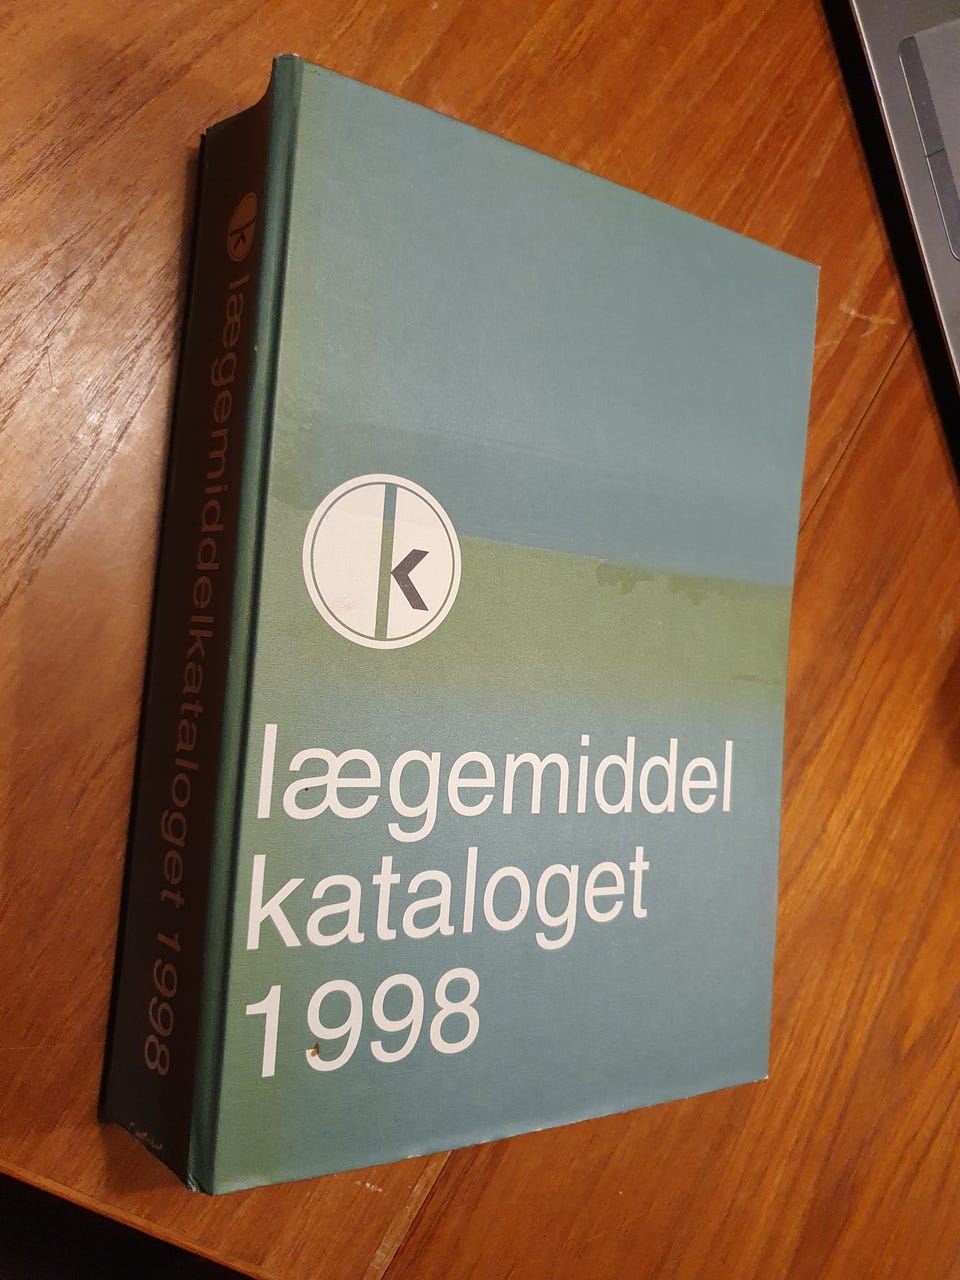 lægemiddelkataloget 1998
k
lægemiddel
kataloget
1998